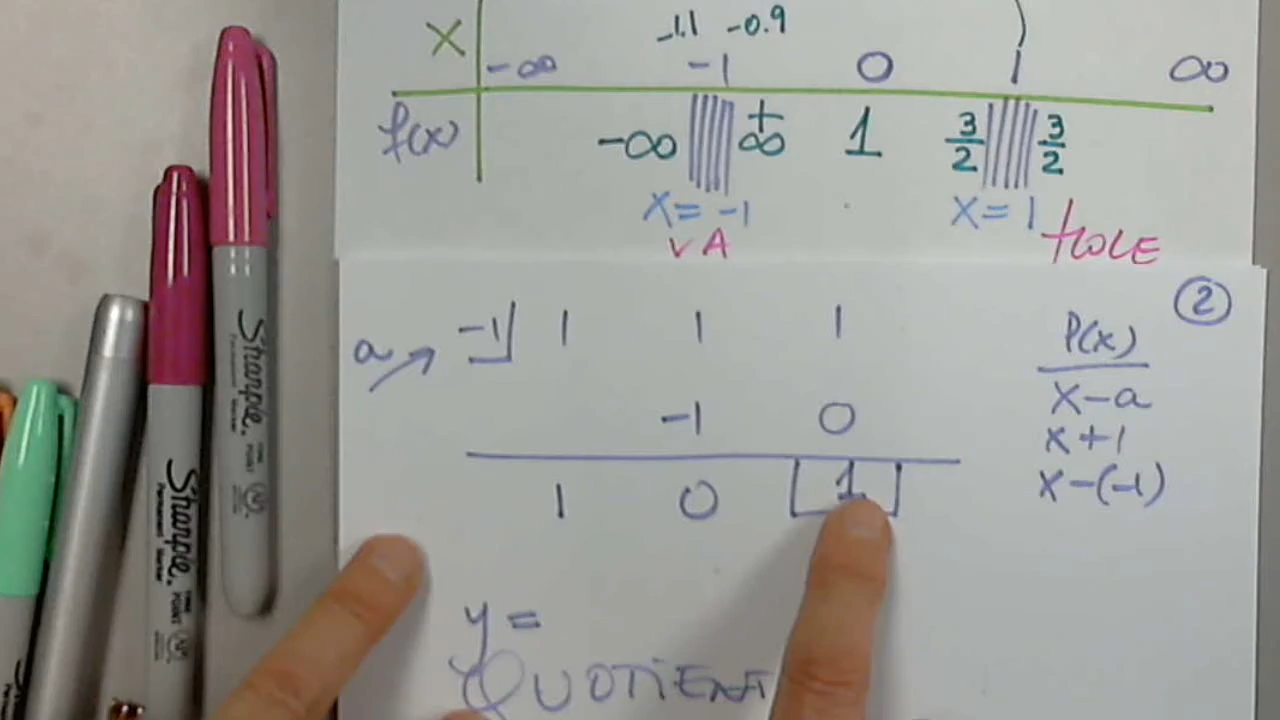 -1.1 -0.9
X -∞ -1 0 1 ∞
f(x) -∞ +∞ 1 3/2 3/2
X = -1 X = 1
VA HOLE
2
a → -1 1 1 1
-1 0
1 0 1
P(x)
x-a
x+1
x-(-1)
y =
QUOTIENT
Sharpie
Sharpie